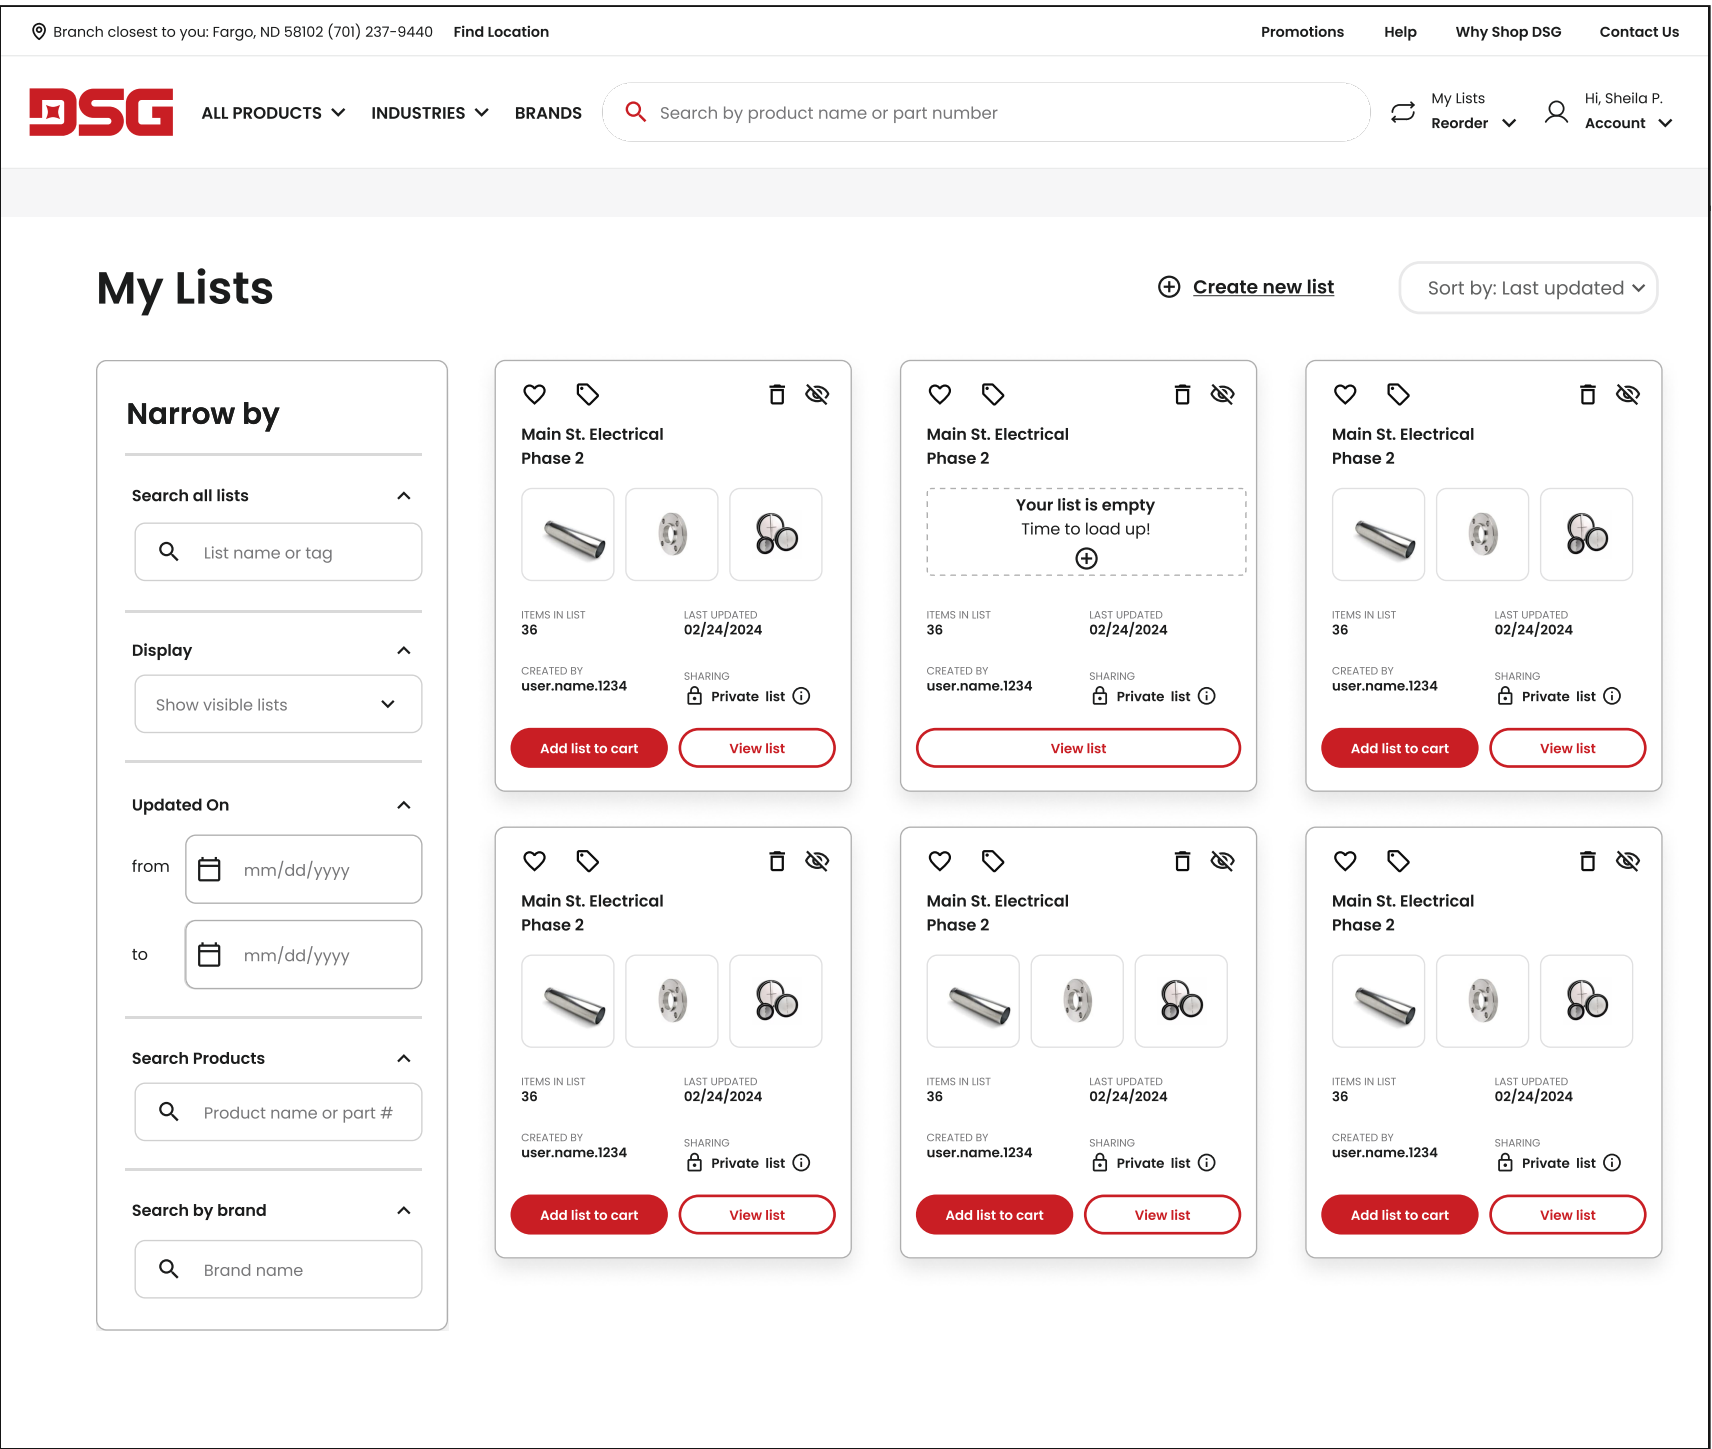 Branch closest to you: Fargo, ND 58102 (701) 237-9440 Find Location Promotions Help Why Shop DSG Contact Us
DSG ALL PRODUCTS INDUSTRIES BRANDS Search by product name or part number
My Lists
Reorder
Hi, Sheila P.
Account
My Lists
Create new list
Sort by: Last updated
Narrow by
Search all lists
List name or tag
Display
Show visible lists
Updated On
from mm/dd/yyyy
to mm/dd/yyyy
Search Products
Product name or part #
Search by brand
Brand name
Main St. Electrical
Phase 2
ITEMS IN LIST LAST UPDATED
36 02/24/2024
CREATED BY SHARING
user.name.1234 Private list
Add list to cart View list
Main St. Electrical
Phase 2
Your list is empty
Time to load up!
ITEMS IN LIST LAST UPDATED
36 02/24/2024
CREATED BY SHARING
user.name.1234 Private list
View list
Main St. Electrical
Phase 2
ITEMS IN LIST LAST UPDATED
36 02/24/2024
CREATED BY SHARING
user.name.1234 Private list
Add list to cart View list
Main St. Electrical
Phase 2
ITEMS IN LIST LAST UPDATED
36 02/24/2024
CREATED BY SHARING
user.name.1234 Private list
Add list to cart View list
Main St. Electrical
Phase 2
ITEMS IN LIST LAST UPDATED
36 02/24/2024
CREATED BY SHARING
user.name.1234 Private list
Add list to cart View list
Main St. Electrical
Phase 2
ITEMS IN LIST LAST UPDATED
36 02/24/2024
CREATED BY SHARING
user.name.1234 Private list
Add list to cart View list